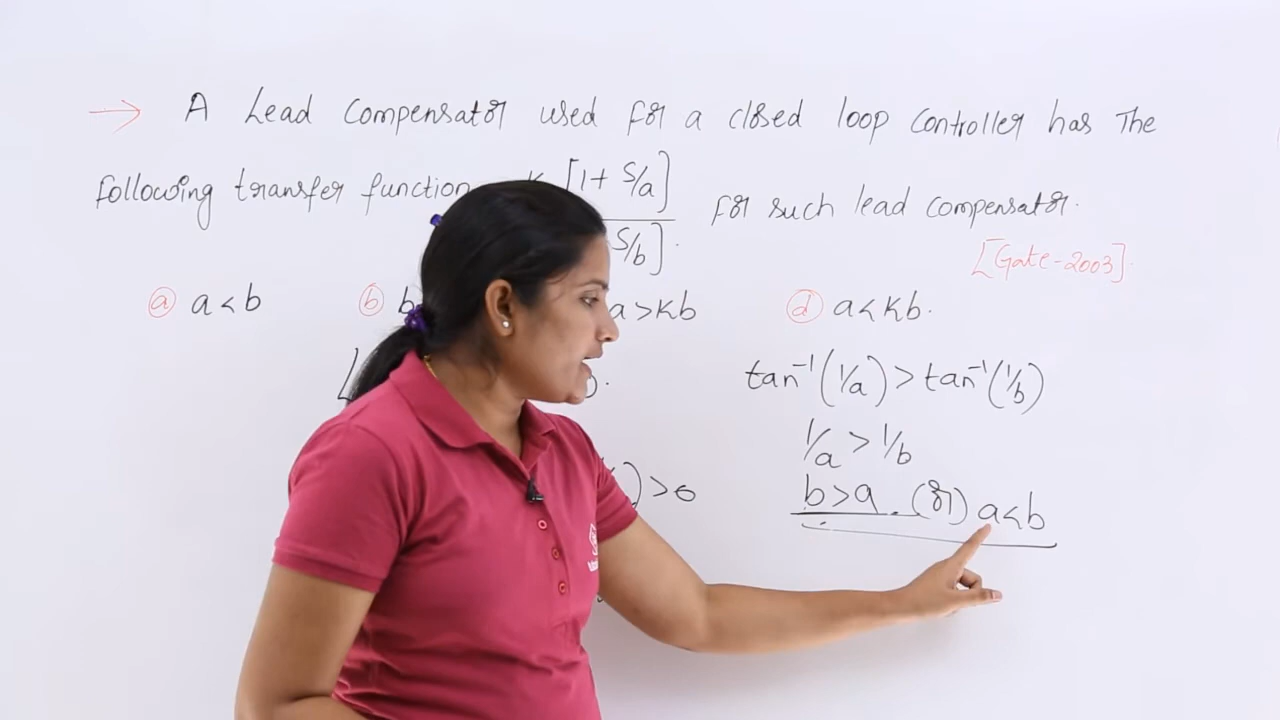 → A Lead Compensator used for a closed loop controller has The
following transfer function K [1+ S/a] for such lead compensator.
S/b].
[Gate-2003].
(a) a<b (b) b a>Kb (d) a<Kb.
tan⁻¹(1/a) > tan⁻¹(1/b)
1/a > 1/b
) >0
b>a. (or) a<b